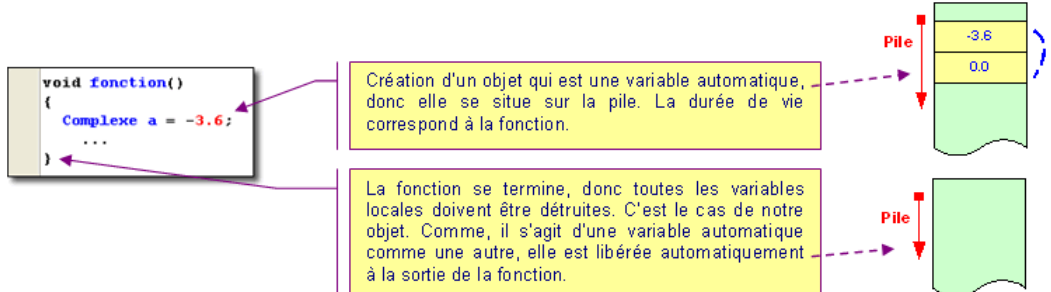 void fonction()
{
Complexe a = -3.6;
...
}
Création d'un objet qui est une variable automatique,
donc elle se situe sur la pile. La durée de vie
correspond à la fonction.
Pile
-3.6
0.0
La fonction se termine, donc toutes les variables
locales doivent être détruites. C'est le cas de notre
objet. Comme, il s'agit d'une variable automatique
comme une autre, elle est libérée automatiquement
à la sortie de la fonction.
Pile